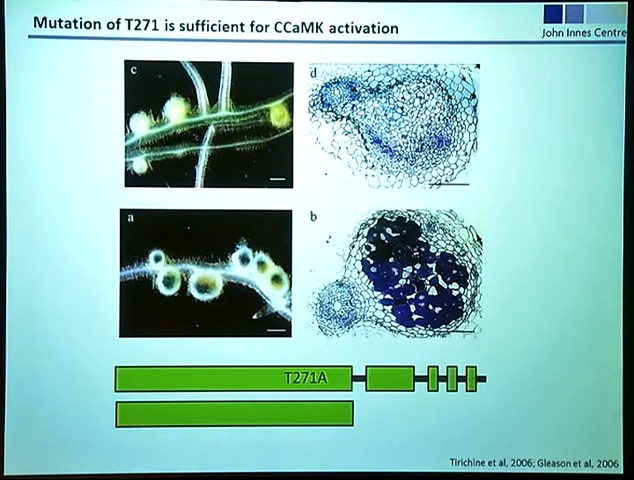 Mutation of T271 is sufficient for CCaMK activation
John Innes Centre
c
d
a
b
T271A
Tirichine et al, 2006; Gleason et al, 2006